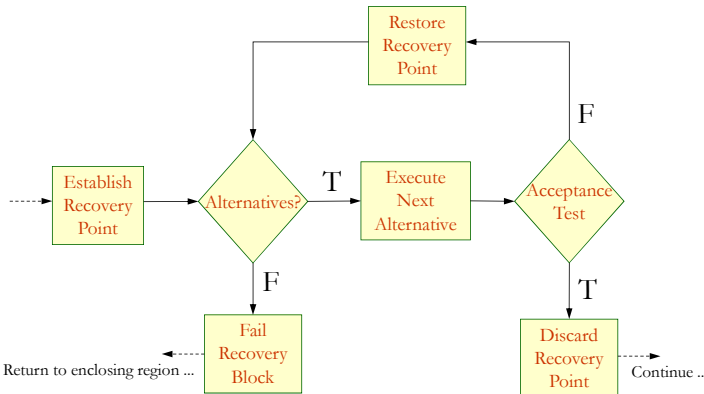 Restore
Recovery
Point
F
Establish
Recovery
Point
Alternatives?
T
Execute
Next
Alternative
Acceptance
Test
F
T
Fail
Recovery
Block
Return to enclosing region ...
Discard
Recovery
Point
Continue ..